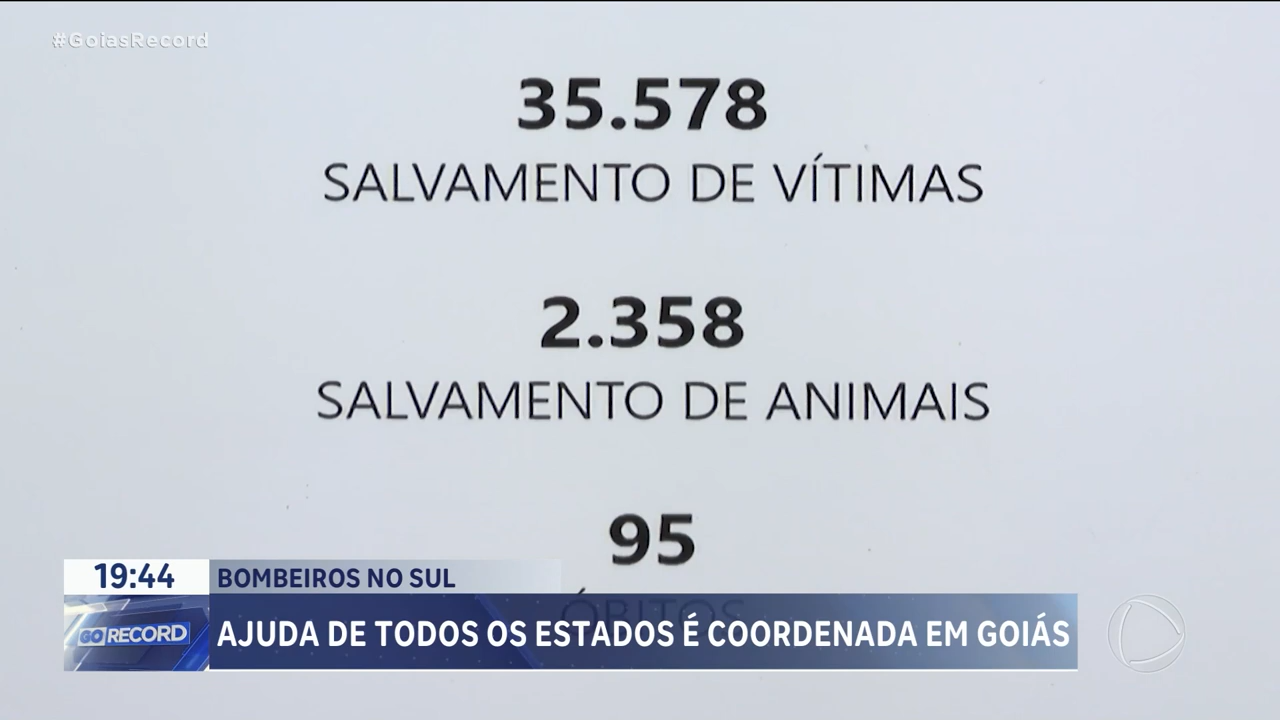 #GoiasRecord
35.578
SALVAMENTO DE VÍTIMAS
2.358
SALVAMENTO DE ANIMAIS
95
ÓBITOS
19:44
BOMBEIROS NO SUL
GO RECORD
AJUDA DE TODOS OS ESTADOS É COORDENADA EM GOIÁS